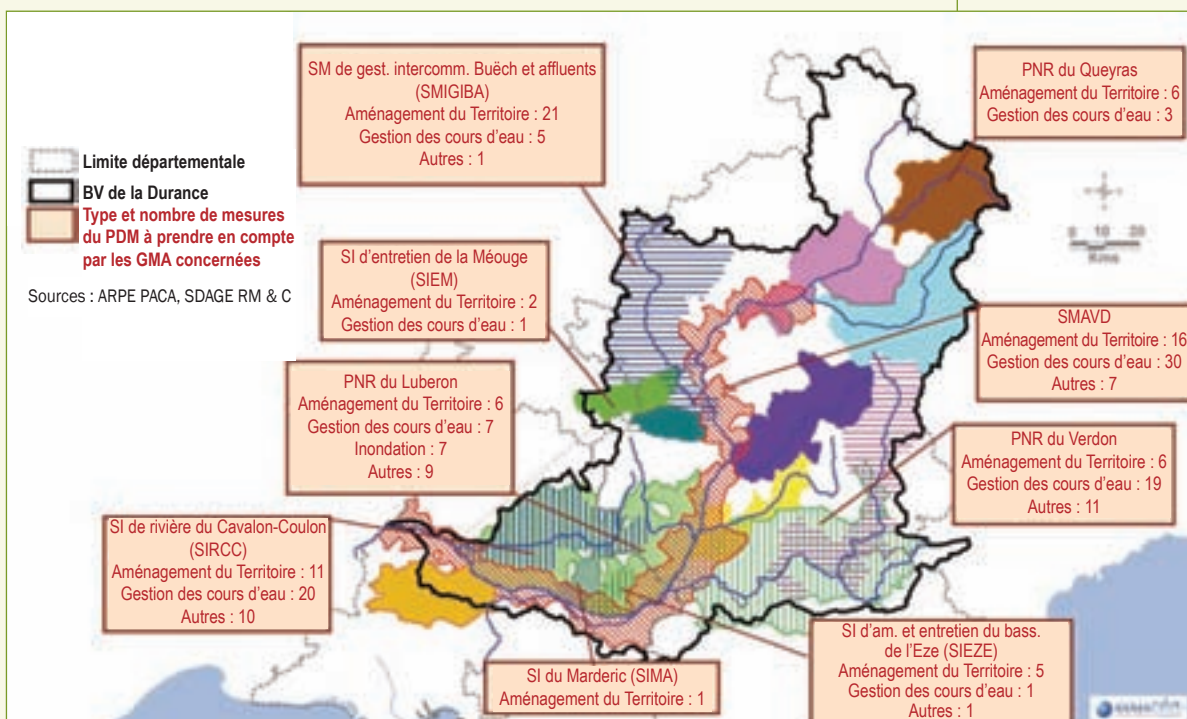 SM de gest. intercomm. Buëch et affluents
(SMIGIBA)
Aménagement du Territoire : 21
Gestion des cours d'eau : 5
Autres : 1
PNR du Queyras
Aménagement du Territoire : 6
Gestion des cours d'eau : 3
Limite départementale
BV de la Durance
Type et nombre de mesures
du PDM à prendre en compte
par les GMA concernées
Sources : ARPE PACA, SDAGE RM & C
0 10 20
Kms
SI d'entretien de la Méouge
(SIEM)
Aménagement du Territoire : 2
Gestion des cours d'eau : 1
SMAVD
Aménagement du Territoire : 16
Gestion des cours d'eau : 30
Autres : 7
PNR du Luberon
Aménagement du Territoire : 6
Gestion des cours d'eau : 7
Inondation : 7
Autres : 9
PNR du Verdon
Aménagement du Territoire : 6
Gestion des cours d'eau : 19
Autres : 11
SI de rivière du Cavalon-Coulon
(SIRCC)
Aménagement du Territoire : 11
Gestion des cours d'eau : 20
Autres : 10
SI du Marderic (SIMA)
Aménagement du Territoire : 1
SI d'am. et entretien du bass.
de l'Eze (SIEZE)
Aménagement du Territoire : 5
Gestion des cours d'eau : 1
Autres : 1